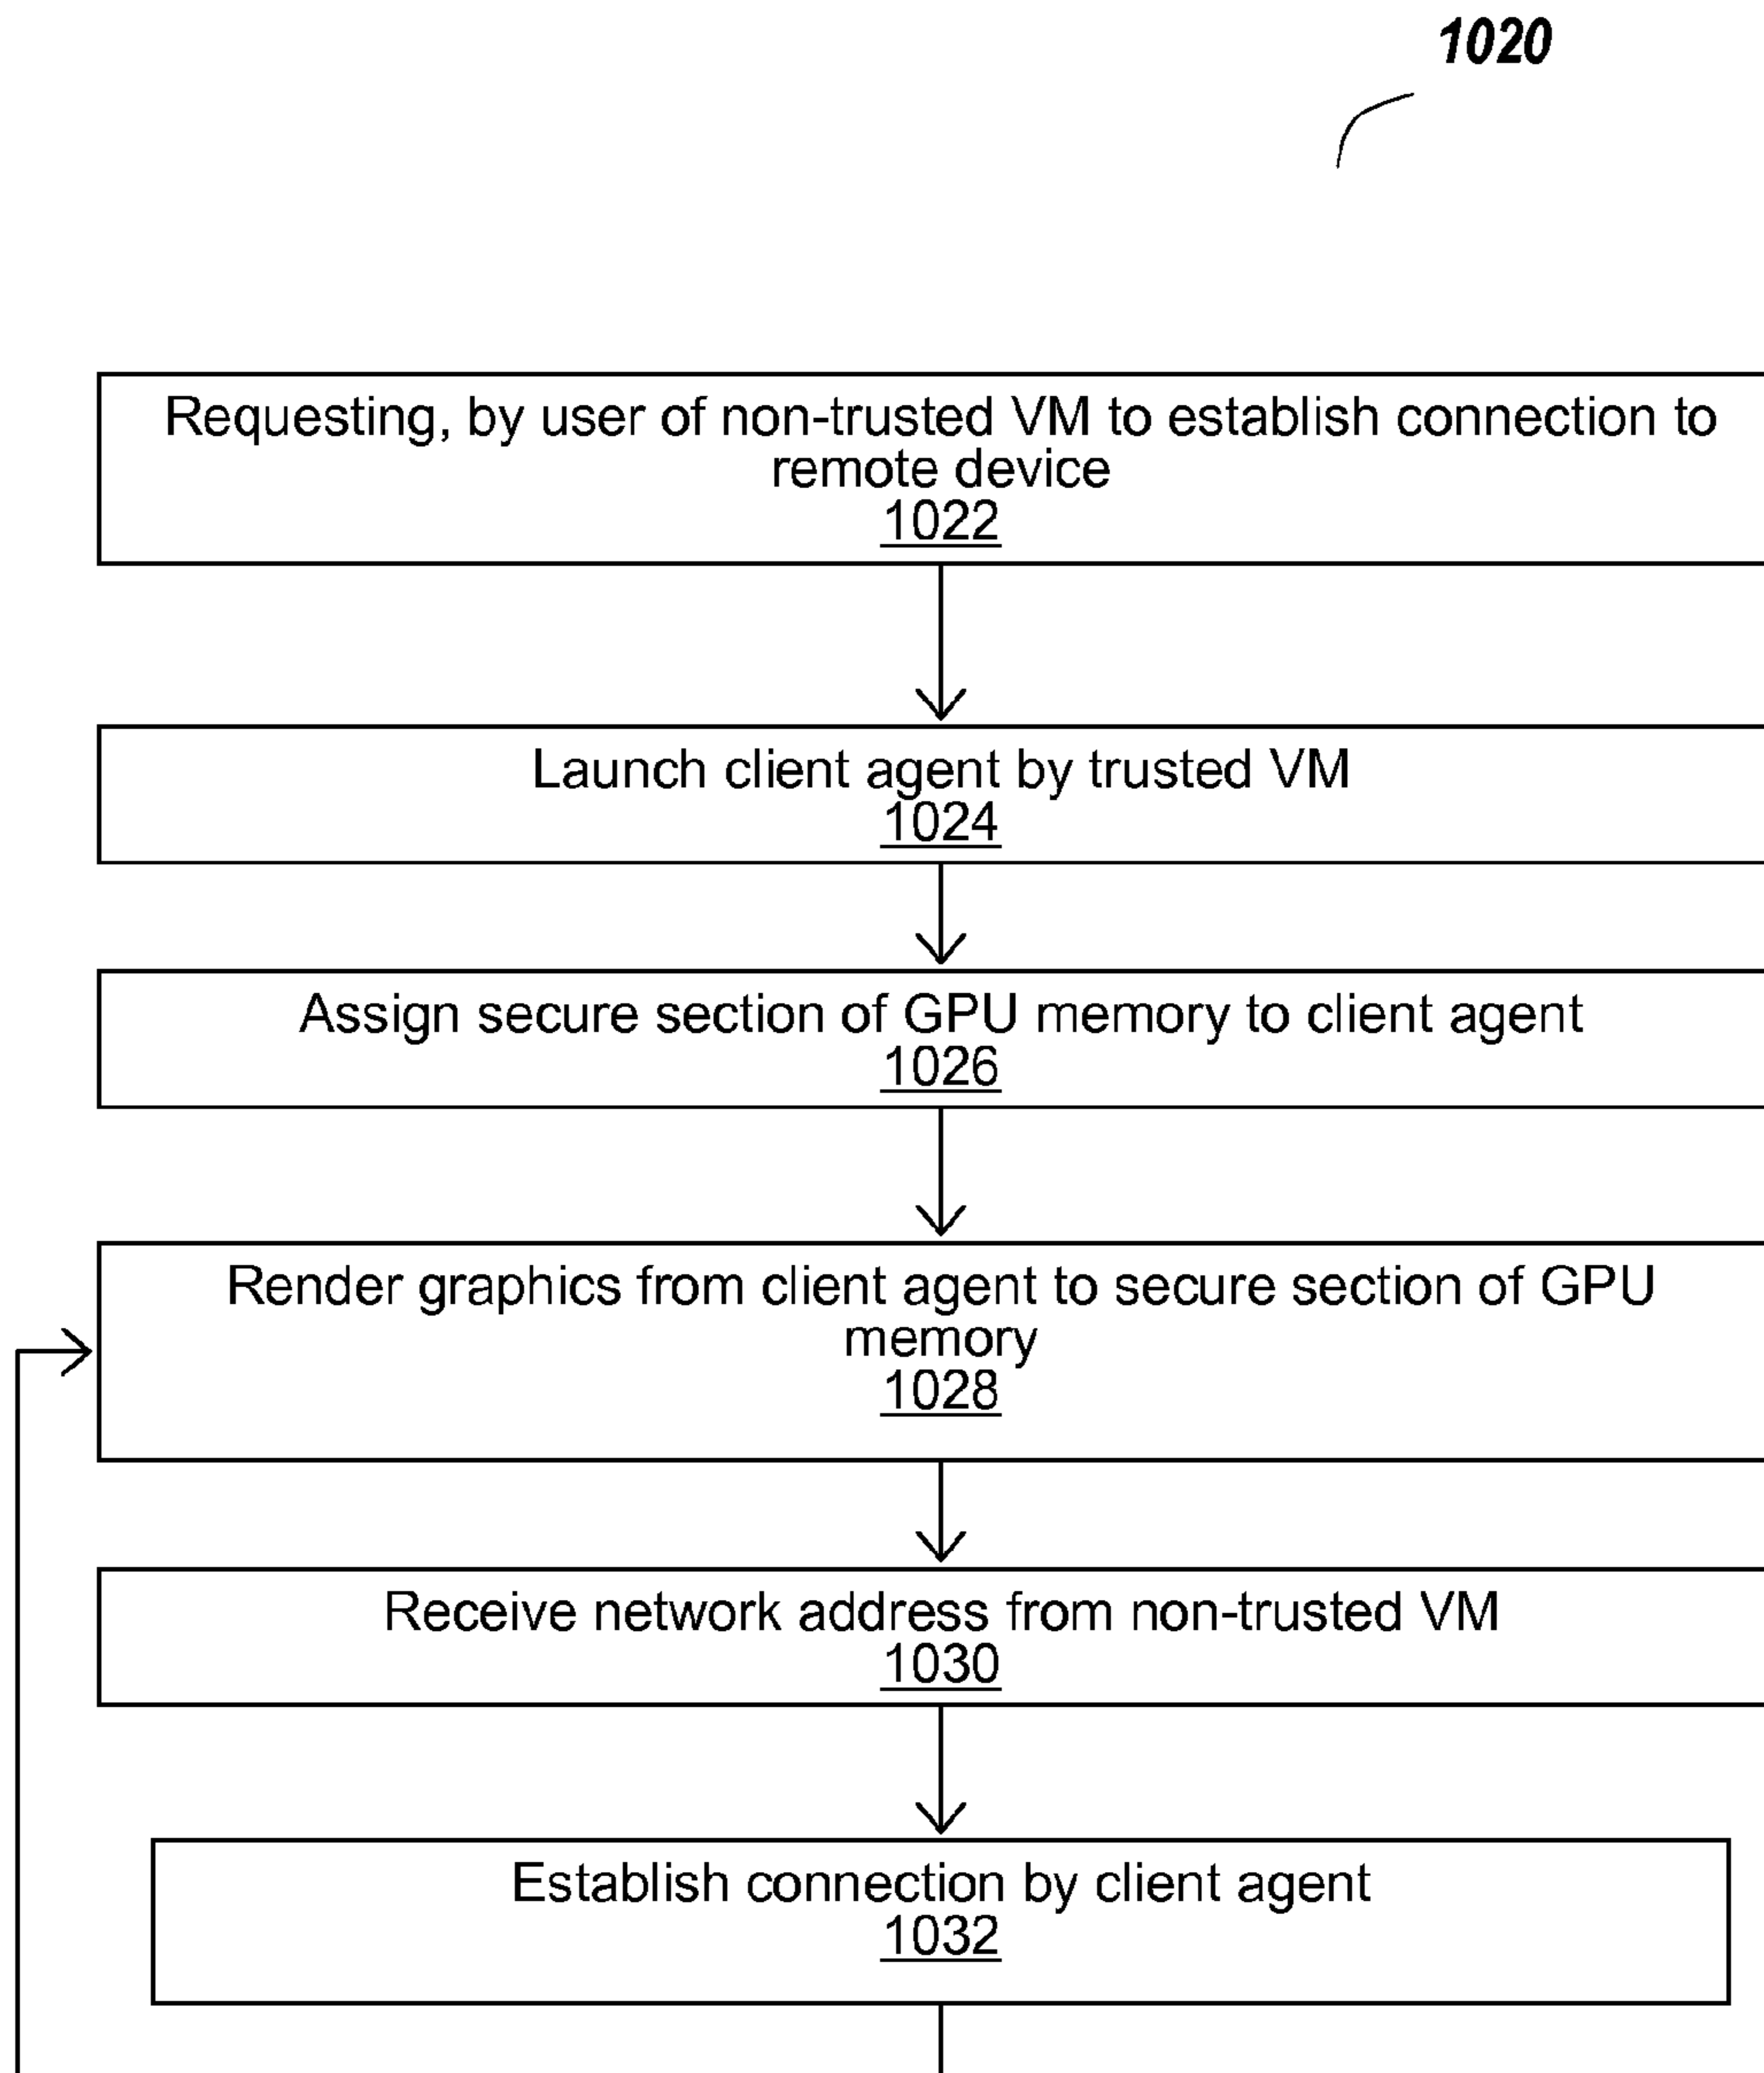 1020
Requesting, by user of non-trusted VM to establish connection to
remote device
1022
Launch client agent by trusted VM
1024
Assign secure section of GPU memory to client agent
1026
Render graphics from client agent to secure section of GPU
memory
1028
Receive network address from non-trusted VM
1030
Establish connection by client agent
1032